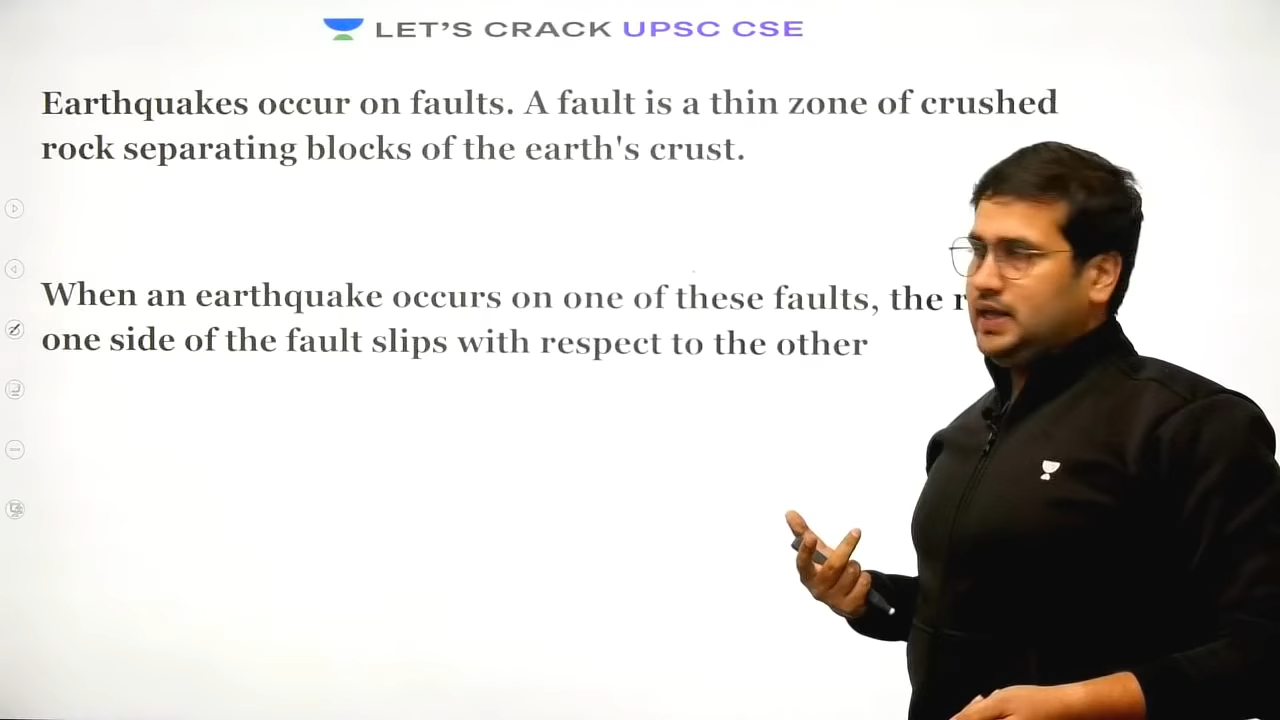 LET'S CRACK UPSC CSE
Earthquakes occur on faults. A fault is a thin zone of crushed
rock separating blocks of the earth's crust.
When an earthquake occurs on one of these faults, the
one side of the fault slips with respect to the other